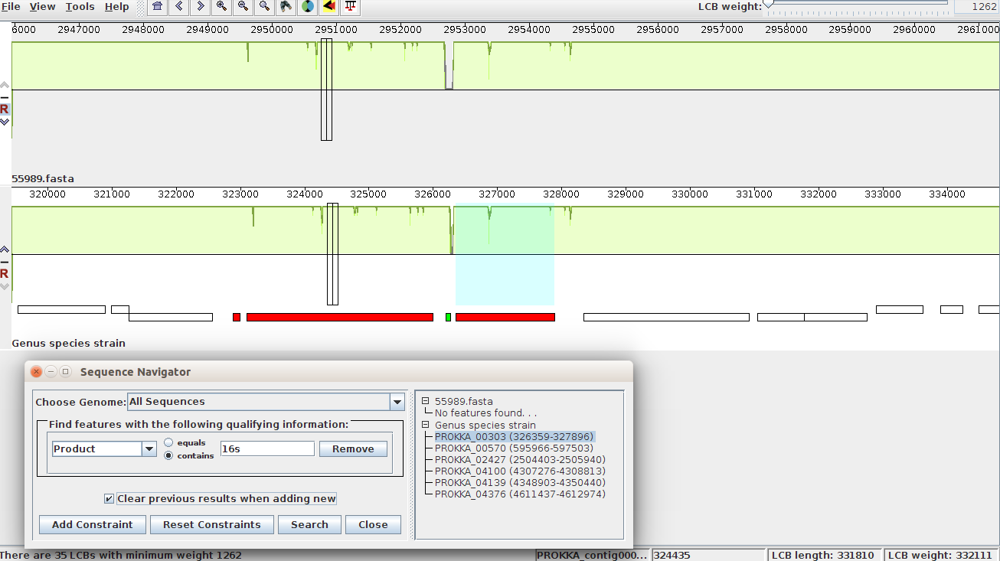 File View Tools Help LCB weight: 1262
2947000 2948000 2949000 2950000 2951000 2952000 2953000 2954000 2955000 2956000 2957000 2958000 2959000 2960000
R
55989.fasta
320000 321000 322000 323000 324000 325000 326000 327000 328000 329000 330000 331000 332000 333000 334000
R
Genus species strain
Sequence Navigator
Choose Genome: All Sequences
Find features with the following qualifying information:
Product equals contains 16s Remove
Clear previous results when adding new
Add Constraint Reset Constraints Search Close
55989.fasta
No features found. . .
Genus species strain
PROKKA_00303 (326359-327896)
PROKKA_00570 (595966-597503)
PROKKA_02427 (2504403-2505940)
PROKKA_04100 (4307276-4308813)
PROKKA_04139 (4348903-4350440)
PROKKA_04376 (4611437-4612974)
There are 35 LCBs with minimum weight 1262 PROKKA_contig000... 324435 LCB length: 331810 LCB weight: 332111